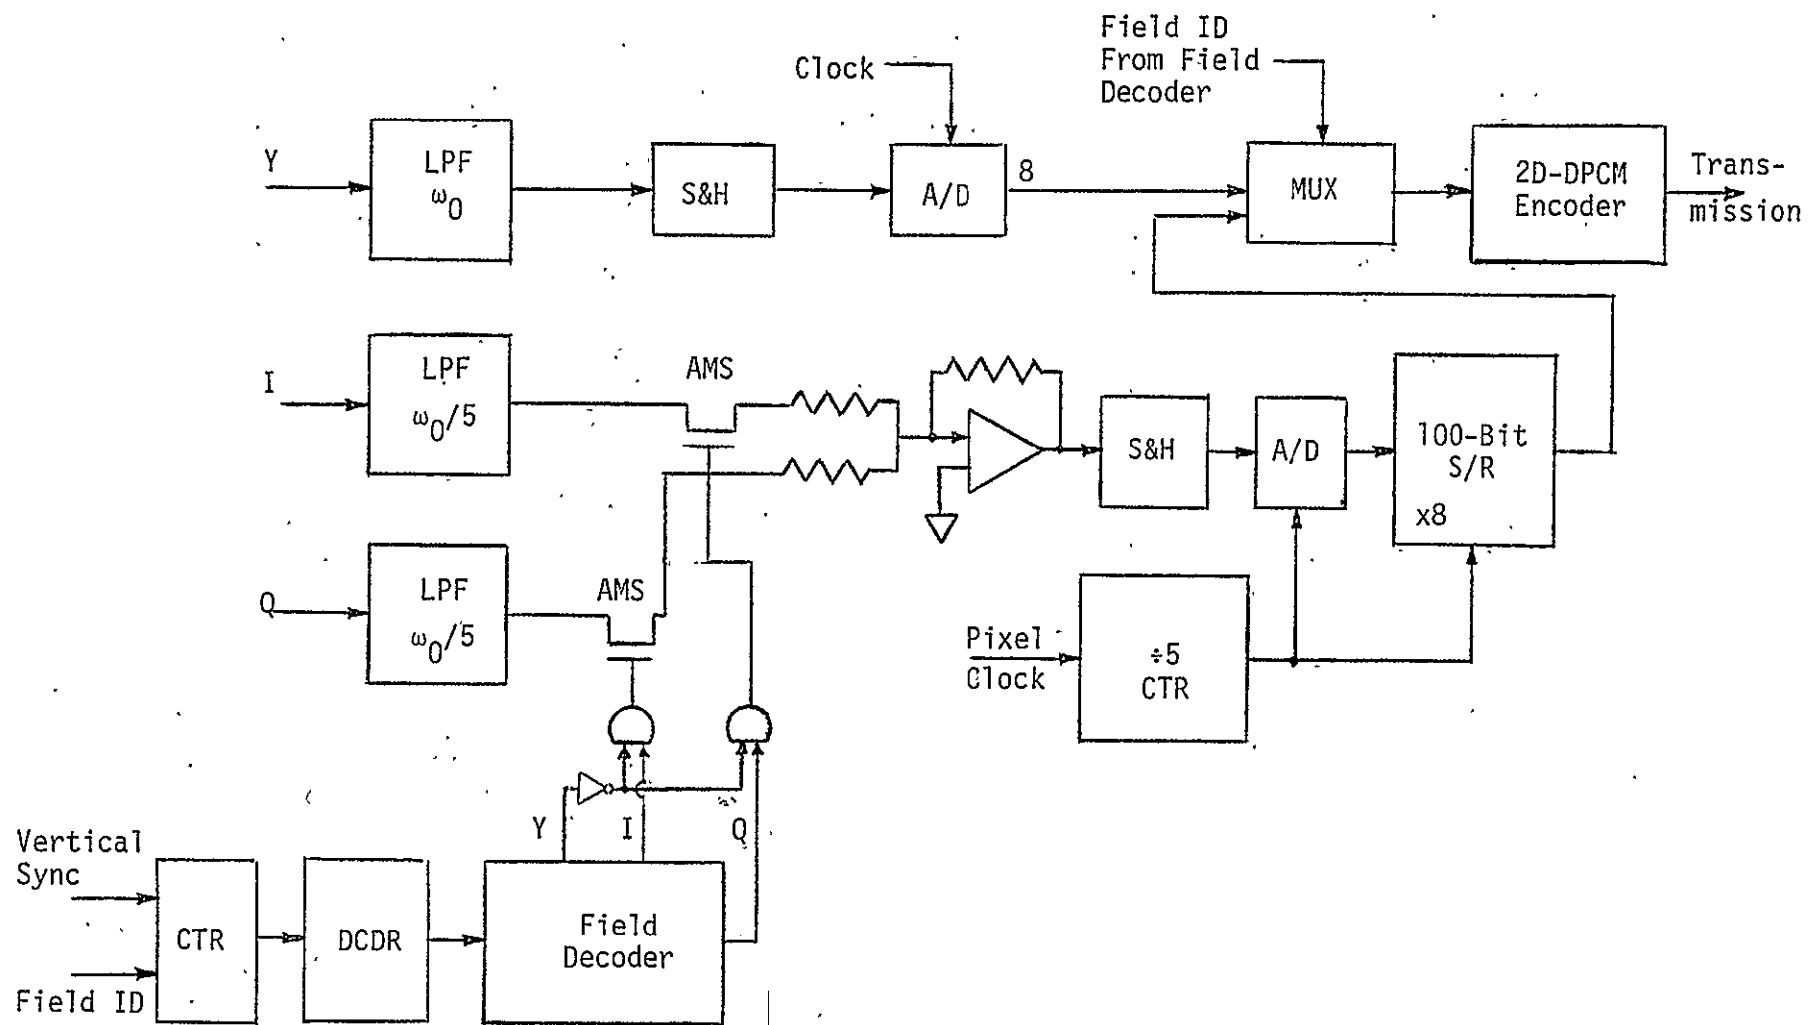 Field ID
From Field
Decoder
Clock
Y
LPF
ω0
S&H
A/D
8
MUX
2D-DPCM
Encoder
Trans-
mission
I
LPF
ω0/5
AMS
S&H
A/D
100-Bit
S/R
x8
Q
LPF
ω0/5
AMS
Pixel
Clock
÷5
CTR
Y
I
Q
Vertical
Sync
CTR
DCDR
Field
Decoder
Field ID